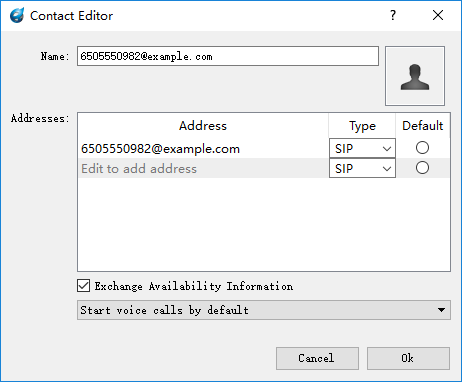 Contact Editor ?
Name: 6505550982@example.com
Addresses:
Address Type Default
6505550982@example.com SIP
Edit to add address SIP
Exchange Availability Information
Start voice calls by default
Cancel Ok